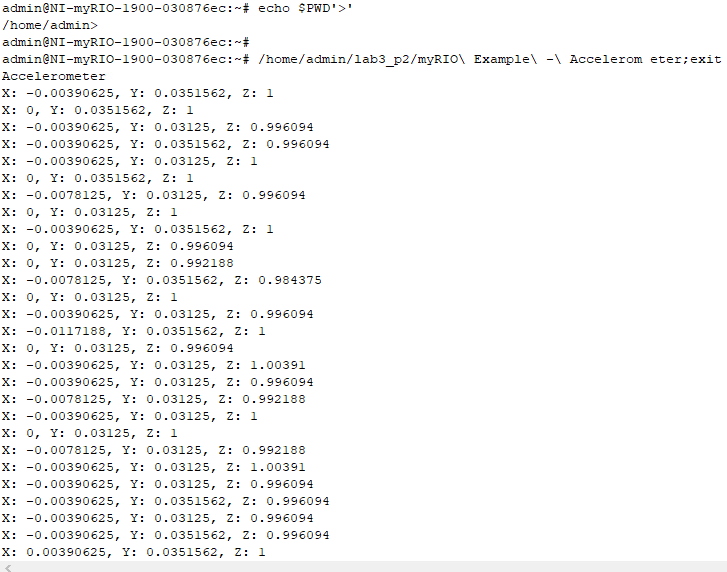 admin@NI-myRIO-1900-030876ec:~# echo $PWD'>'
/home/admin>
admin@NI-myRIO-1900-030876ec:~#
admin@NI-myRIO-1900-030876ec:~# /home/admin/lab3_p2/myRIO\ Example\ -\ Accelerom eter;exit
Accelerometer
X: -0.00390625, Y: 0.0351562, Z: 1
X: 0, Y: 0.0351562, Z: 1
X: -0.00390625, Y: 0.03125, Z: 0.996094
X: -0.00390625, Y: 0.0351562, Z: 0.996094
X: -0.00390625, Y: 0.03125, Z: 1
X: 0, Y: 0.0351562, Z: 1
X: -0.0078125, Y: 0.03125, Z: 0.996094
X: 0, Y: 0.03125, Z: 1
X: -0.00390625, Y: 0.0351562, Z: 1
X: 0, Y: 0.03125, Z: 0.996094
X: 0, Y: 0.03125, Z: 0.992188
X: -0.0078125, Y: 0.0351562, Z: 0.984375
X: 0, Y: 0.03125, Z: 1
X: -0.00390625, Y: 0.03125, Z: 0.996094
X: -0.0117188, Y: 0.0351562, Z: 1
X: 0, Y: 0.03125, Z: 0.996094
X: -0.00390625, Y: 0.03125, Z: 1.00391
X: -0.00390625, Y: 0.03125, Z: 0.996094
X: -0.0078125, Y: 0.03125, Z: 0.992188
X: -0.00390625, Y: 0.03125, Z: 1
X: 0, Y: 0.03125, Z: 1
X: -0.0078125, Y: 0.03125, Z: 0.992188
X: -0.00390625, Y: 0.03125, Z: 1.00391
X: -0.00390625, Y: 0.03125, Z: 0.996094
X: -0.00390625, Y: 0.0351562, Z: 0.996094
X: -0.00390625, Y: 0.03125, Z: 0.996094
X: -0.00390625, Y: 0.0351562, Z: 0.996094
X: 0.00390625, Y: 0.0351562, Z: 1